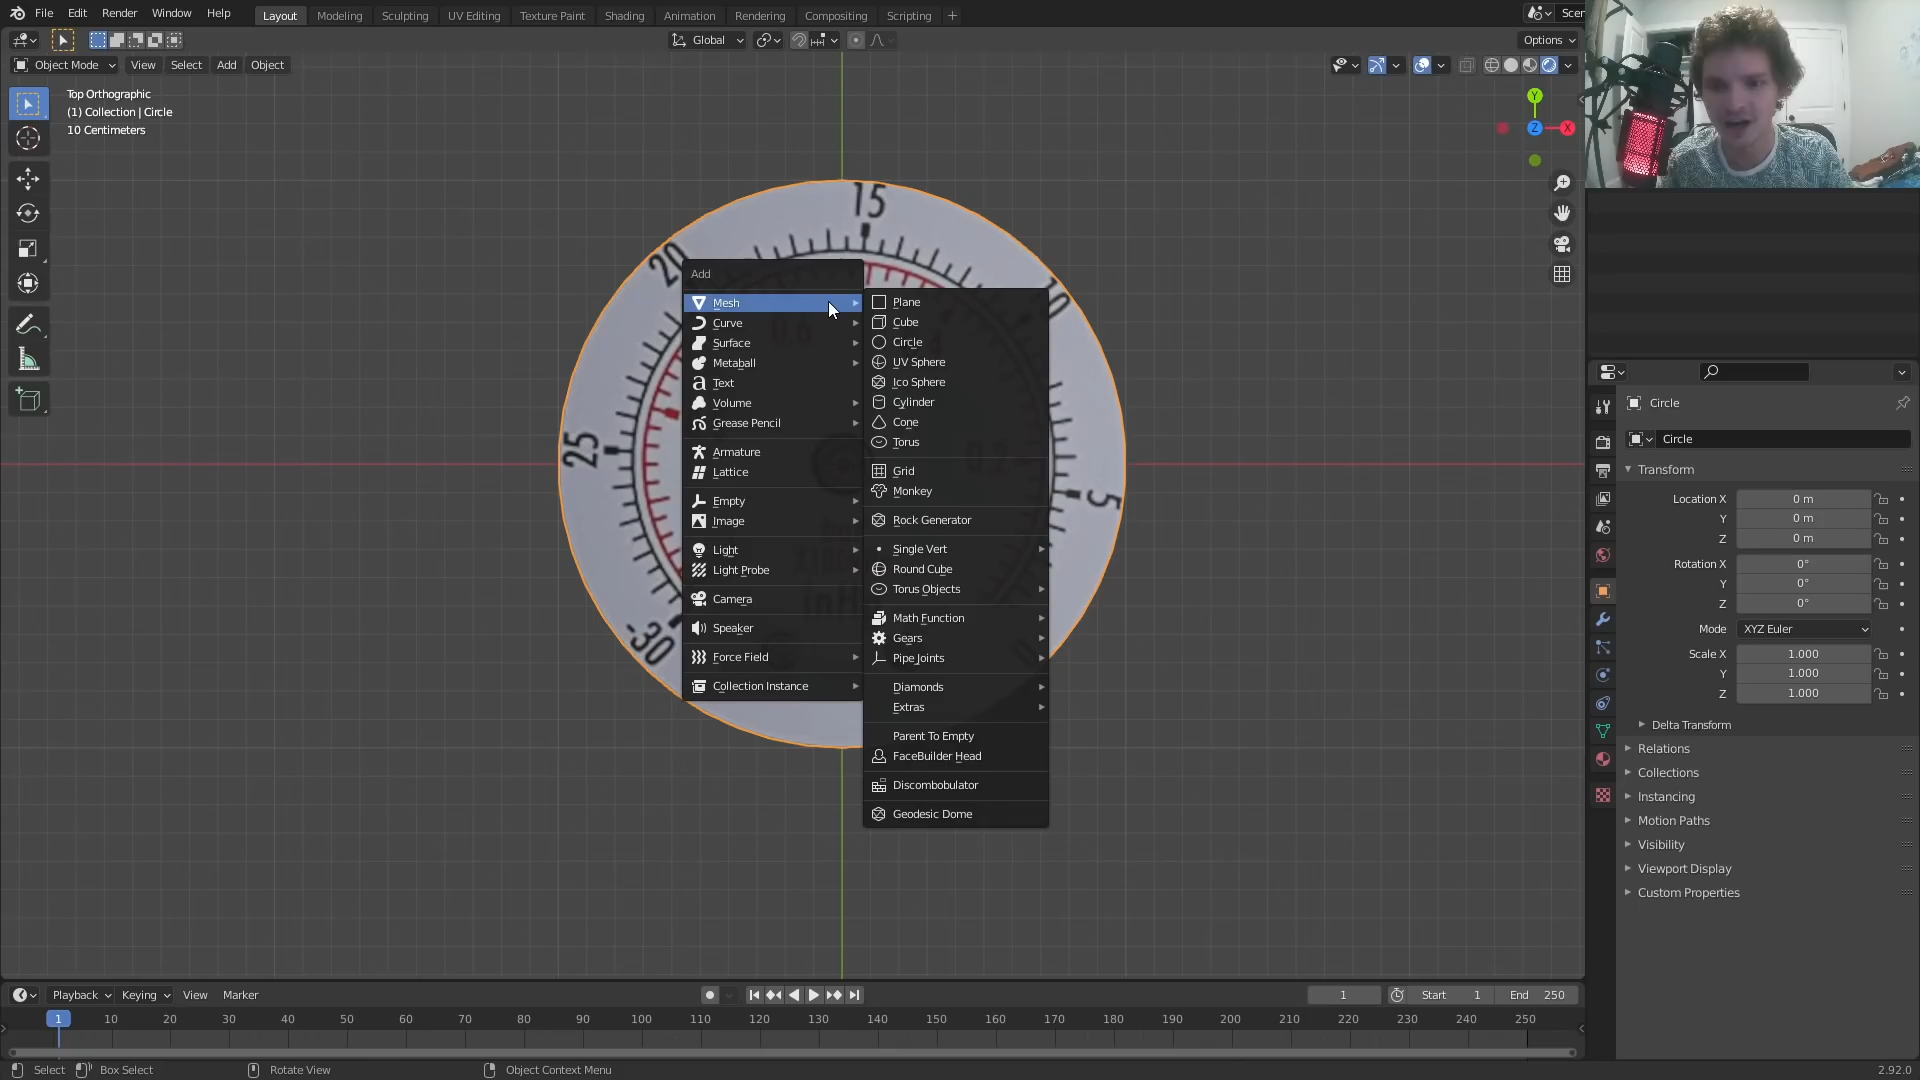 File Edit Render Window Help Layout Modeling Sculpting UV Editing Texture Paint Shading Animation Rendering Compositing Scripting + Scen
Global Options
Object Mode View Select Add Object
Top Orthographic
(1) Collection | Circle
10 Centimeters
Y
Z X
15
20
10
25
5
-30
Add
Mesh
Curve
Surface
Metaball
Text
Volume
Grease Pencil
Armature
Lattice
Empty
Image
Light
Light Probe
Camera
Speaker
Force Field
Collection Instance
Plane
Cube
Circle
UV Sphere
Ico Sphere
Cylinder
Cone
Torus
Grid
Monkey
Rock Generator
Single Vert
Round Cube
Torus Objects
Math Function
Gears
Pipe Joints
Diamonds
Extras
Parent To Empty
FaceBuilder Head
Discombobulator
Geodesic Dome
Circle
Circle
Transform
Location X 0 m
Y 0 m
Z 0 m
Rotation X 0°
Y 0°
Z 0°
Mode XYZ Euler
Scale X 1.000
Y 1.000
Z 1.000
Delta Transform
Relations
Collections
Instancing
Motion Paths
Visibility
Viewport Display
Custom Properties
Playback Keying View Marker 1 Start 1 End 250
1 10 20 30 40 50 60 70 80 90 100 110 120 130 140 150 160 170 180 190 200 210 220 230 240 250
Select Box Select Rotate View Object Context Menu 2.92.0